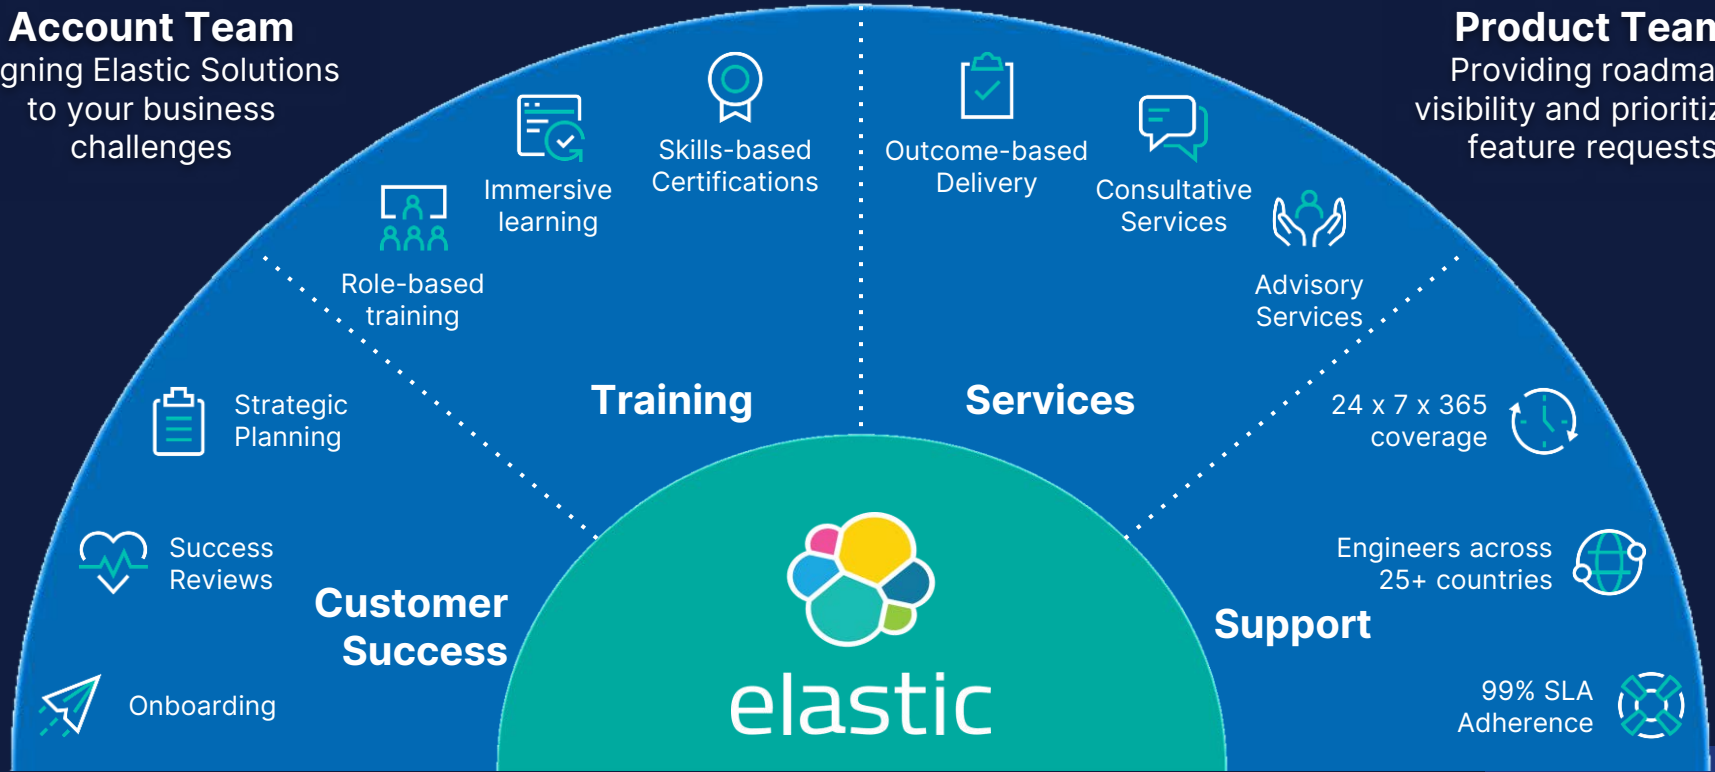 Account Team
gning Elastic Solutions
to your business
challenges
Product Team
Providing roadma
visibility and prioritiz
feature requests
Skills-based
Certifications
Immersive
learning
Role-based
training
Training
Outcome-based
Delivery
Consultative
Services
Advisory
Services
Services
Strategic
Planning
Success
Reviews
Onboarding
Customer
Success
24 x 7 x 365
coverage
Engineers across
25+ countries
99% SLA
Adherence
Support
elastic